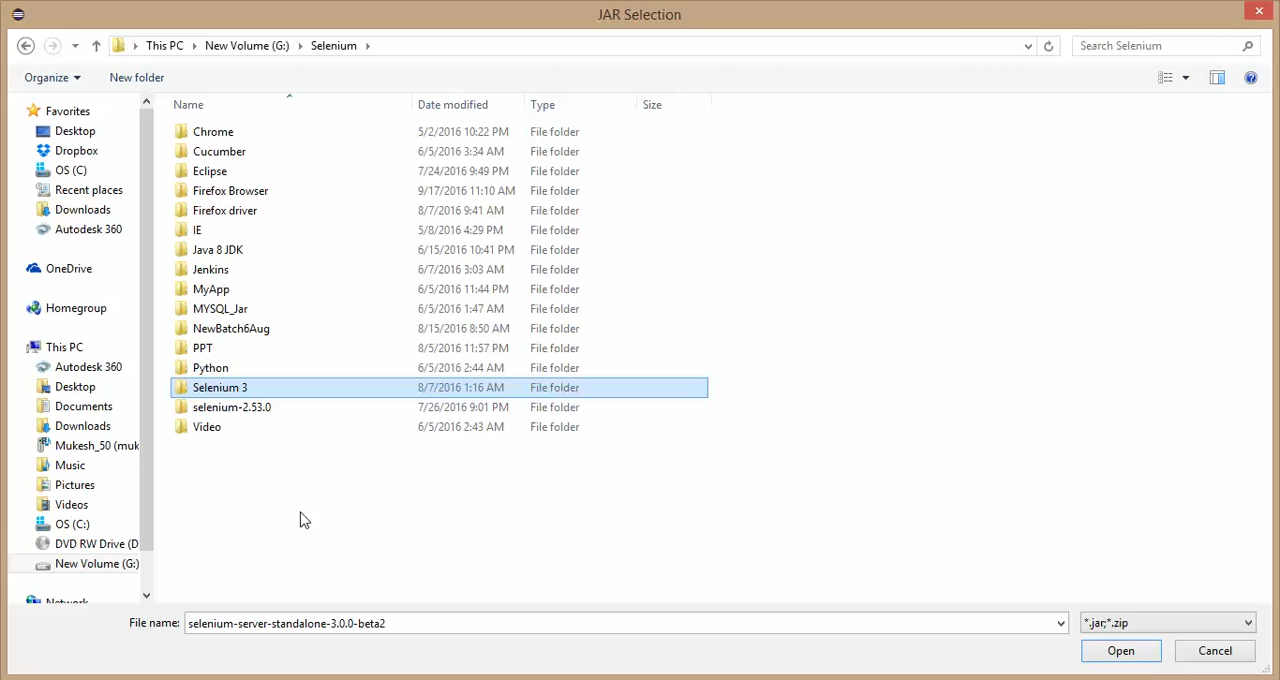 JAR Selection
This PC New Volume (G:) Selenium Search Selenium
Organize New folder
Name Date modified Type Size
Favorites
Desktop
Dropbox
OS (C)
Recent places
Downloads
Autodesk 360
OneDrive
Homegroup
This PC
Autodesk 360
Desktop
Documents
Downloads
Mukesh_50 (muk
Music
Pictures
Videos
OS (C:)
DVD RW Drive (D
New Volume (G:)
Network
Chrome 5/2/2016 10:22 PM File folder
Cucumber 6/5/2016 3:34 AM File folder
Eclipse 7/24/2016 9:49 PM File folder
Firefox Browser 9/17/2016 11:10 AM File folder
Firefox driver 8/7/2016 9:41 AM File folder
IE 5/8/2016 4:29 PM File folder
Java 8 JDK 6/15/2016 10:41 PM File folder
Jenkins 6/7/2016 3:03 AM File folder
MyApp 6/5/2016 11:44 PM File folder
MYSQL_Jar 6/5/2016 1:47 AM File folder
NewBatch6Aug 8/15/2016 8:50 AM File folder
PPT 8/5/2016 11:57 PM File folder
Python 6/5/2016 2:44 AM File folder
Selenium 3 8/7/2016 1:16 AM File folder
selenium-2.53.0 7/26/2016 9:01 PM File folder
Video 6/5/2016 2:43 AM File folder
File name: selenium-server-standalone-3.0.0-beta2 *.jar;*.zip
Open Cancel